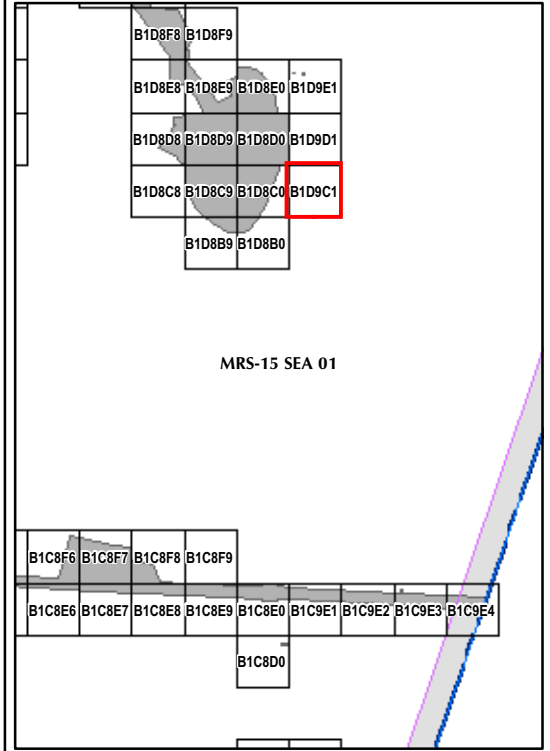 B1D8F8 B1D8F9
B1D8E8 B1D8E9 B1D8E0 B1D9E1
B1D8D8 B1D8D9 B1D8D0 B1D9D1
B1D8C8 B1D8C9 B1D8C0 B1D9C1
B1D8B9 B1D8B0
MRS-15 SEA 01
B1C8F6 B1C8F7 B1C8F8 B1C8F9
B1C8E6 B1C8E7 B1C8E8 B1C8E9 B1C8E0 B1C9E1 B1C9E2 B1C9E3 B1C9E4
B1C8D0